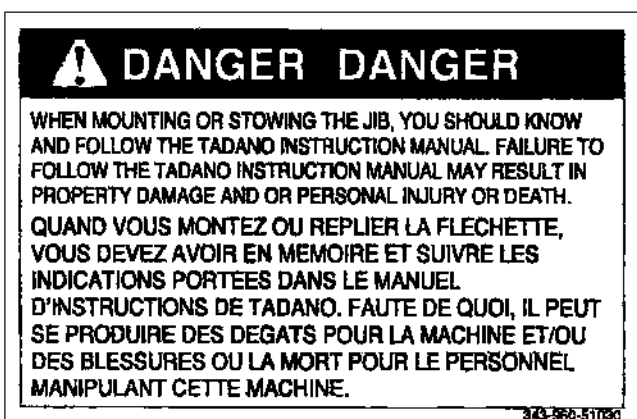 DANGER DANGER
WHEN MOUNTING OR STOWING THE JIB, YOU SHOULD KNOW
AND FOLLOW THE TADANO INSTRUCTION MANUAL. FAILURE TO
FOLLOW THE TADANO INSTRUCTION MANUAL MAY RESULT IN
PROPERTY DAMAGE AND OR PERSONAL INJURY OR DEATH.
QUAND VOUS MONTEZ OU REPLIER LA FLECHETTE,
VOUS DEVEZ AVOIR EN MEMOIRE ET SUIVRE LES
INDICATIONS PORTEES DANS LE MANUEL
D'INSTRUCTIONS DE TADANO. FAUTE DE QUOI, IL PEUT
SE PRODUIRE DES DEGATS POUR LA MACHINE ET/OU
DES BLESSURES OU LA MORT POUR LE PERSONNEL
MANIPULANT CETTE MACHINE.